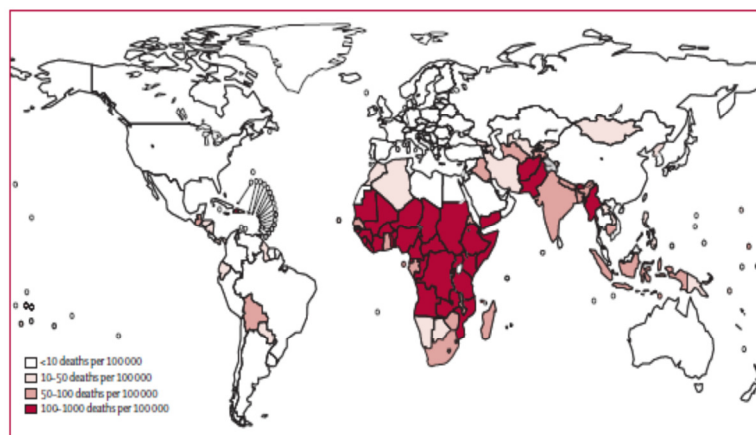 <10 deaths per 100 000
10–50 deaths per 100 000
50–100 deaths per 100 000
100–1000 deaths per 100 000